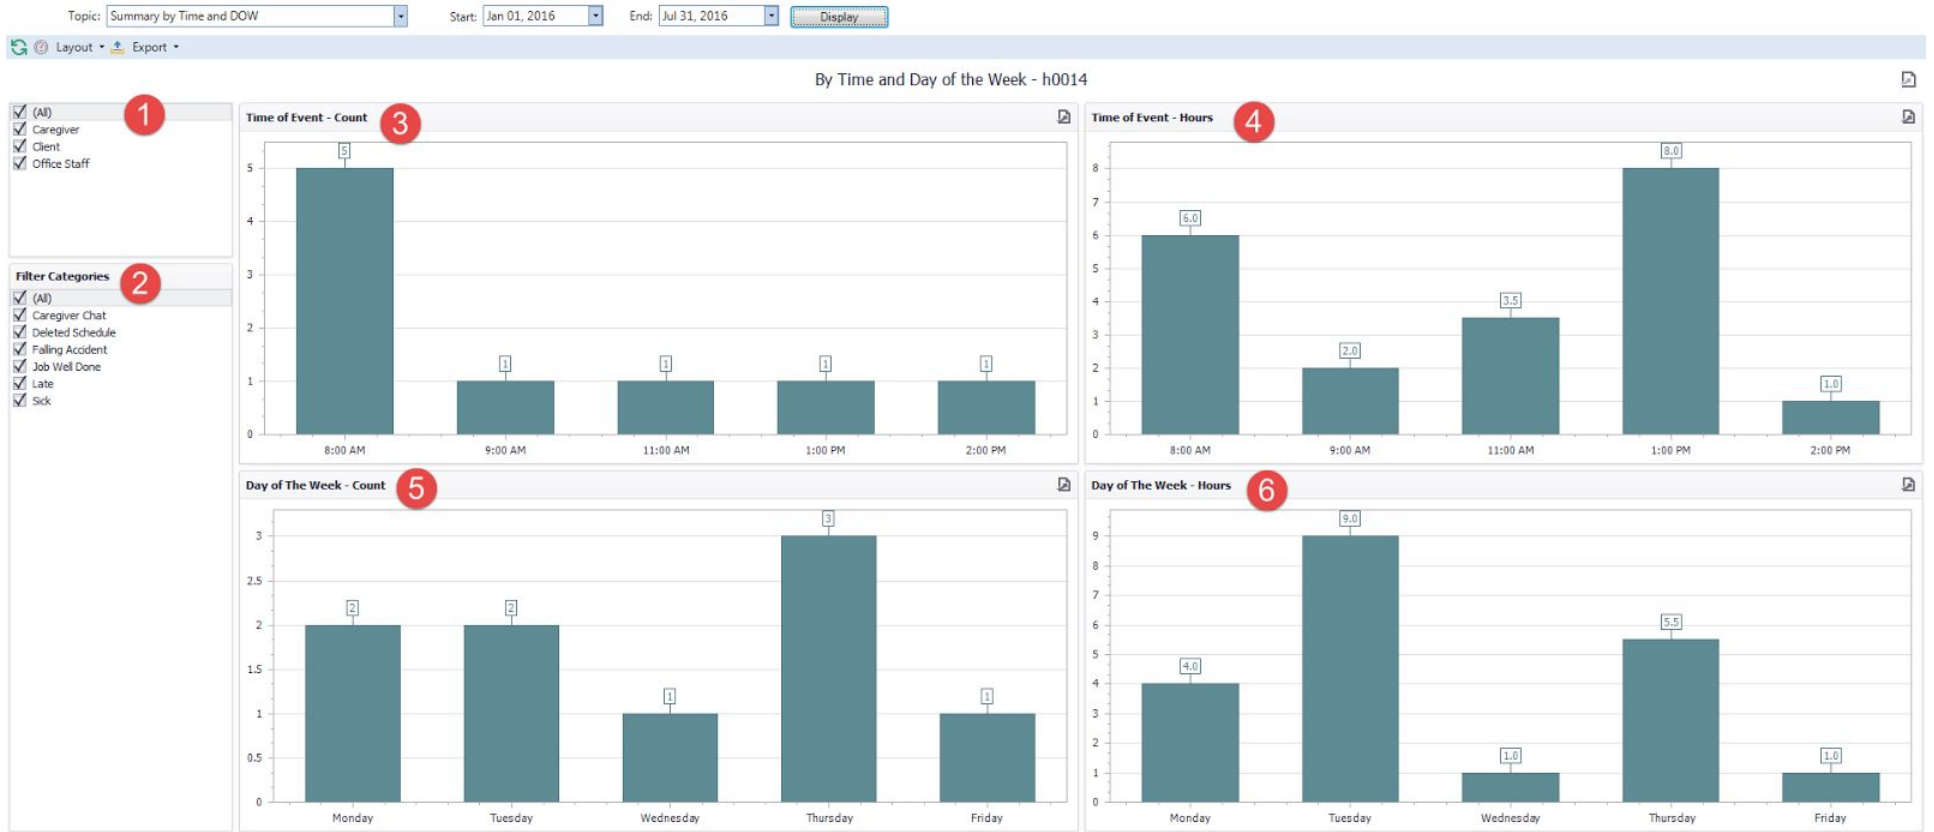 Topic: Summary by Time and DOW Start: Jan 01, 2016 End: Jul 31, 2016 Display
Layout Export
By Time and Day of the Week - h0014
(All)
Caregiver
Client
Office Staff
1
Filter Categories
2
(All)
Caregiver Chat
Deleted Schedule
Falling Accident
Job Well Done
Late
Sick
Time of Event - Count
3
5
4
3
2
1
0
5
1
1
1
1
8:00 AM 9:00 AM 11:00 AM 1:00 PM 2:00 PM
Time of Event - Hours
4
8
7
6
5
4
3
2
1
0
6.0
2.0
3.5
8.0
1.0
8:00 AM 9:00 AM 11:00 AM 1:00 PM 2:00 PM
Day of The Week - Count
5
3
2.5
2
1.5
1
0.5
0
2
2
1
3
1
Monday Tuesday Wednesday Thursday Friday
Day of The Week - Hours
6
9
8
7
6
5
4
3
2
1
0
4.0
9.0
1.0
5.5
1.0
Monday Tuesday Wednesday Thursday Friday